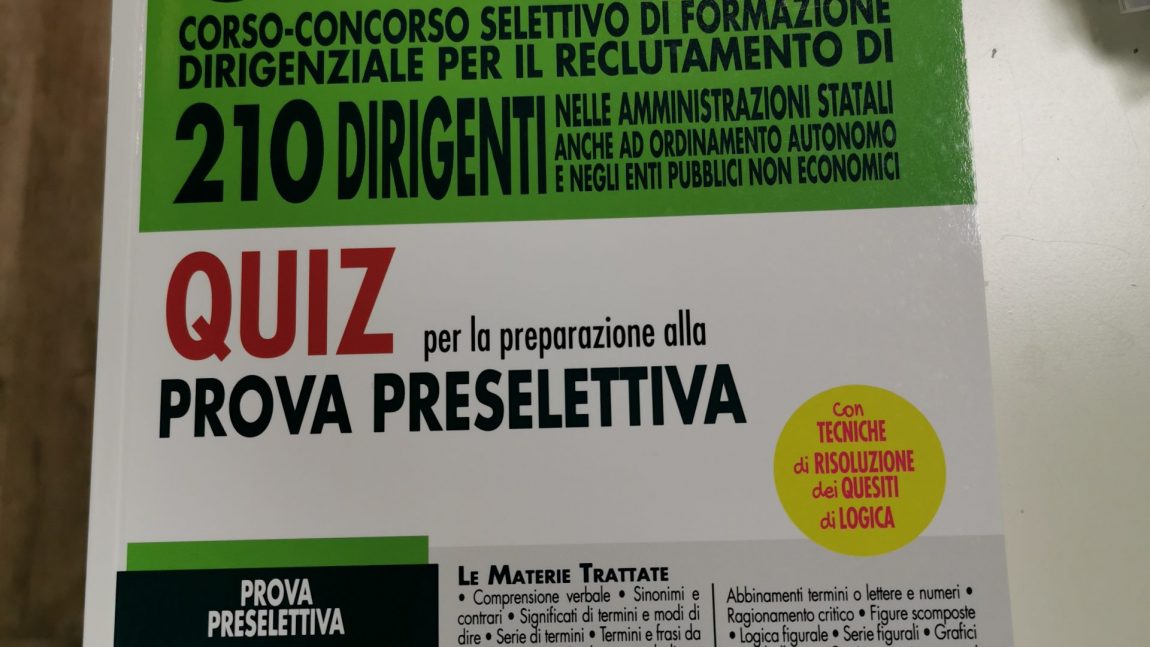 CORSO-CONCORSO SELETTIVO DI FORMAZIONE
DIRIGENZIALE PER IL RECLUTAMENTO DI
210 DIRIGENTI
NELLE AMMINISTRAZIONI STATALI
ANCHE AD ORDINAMENTO AUTONOMO
E NEGLI ENTI PUBBLICI NON ECONOMICI
QUIZ per la preparazione alla
PROVA PRESELETTIVA
Con
TECNICHE
di RISOLUZIONE
dei QUESITI
di LOGICA
PROVA
PRESELETTIVA
LE MATERIE TRATTATE
• Comprensione verbale • Sinonimi e
contrari • Significati di termini e modi di
dire • Serie di termini • Termini e frasi da
Abbinamenti termini o lettere e numeri •
Ragionamento critico • Figure scomposte
• Logica figurale • Serie figurali • Grafici